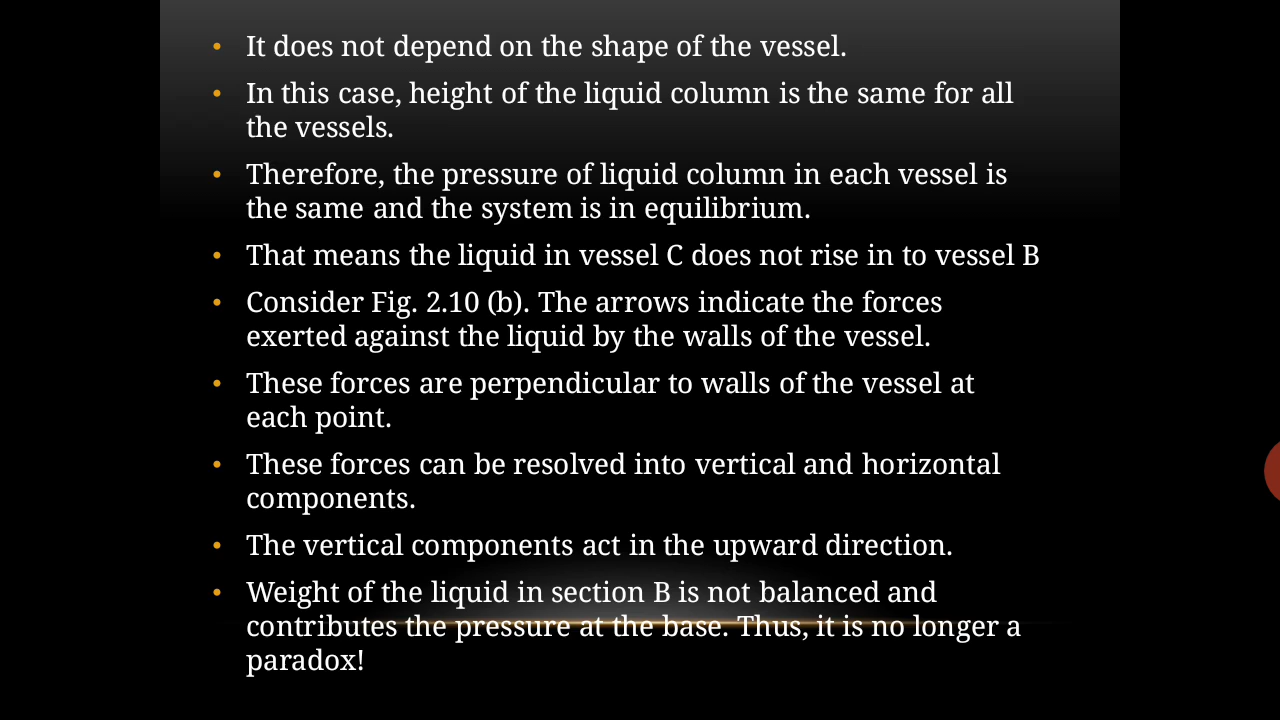 • It does not depend on the shape of the vessel.
• In this case, height of the liquid column is the same for all
the vessels.
• Therefore, the pressure of liquid column in each vessel is
the same and the system is in equilibrium.
• That means the liquid in vessel C does not rise in to vessel B
• Consider Fig. 2.10 (b). The arrows indicate the forces
exerted against the liquid by the walls of the vessel.
• These forces are perpendicular to walls of the vessel at
each point.
• These forces can be resolved into vertical and horizontal
components.
• The vertical components act in the upward direction.
• Weight of the liquid in section B is not balanced and
contributes the pressure at the base. Thus, it is no longer a
paradox!